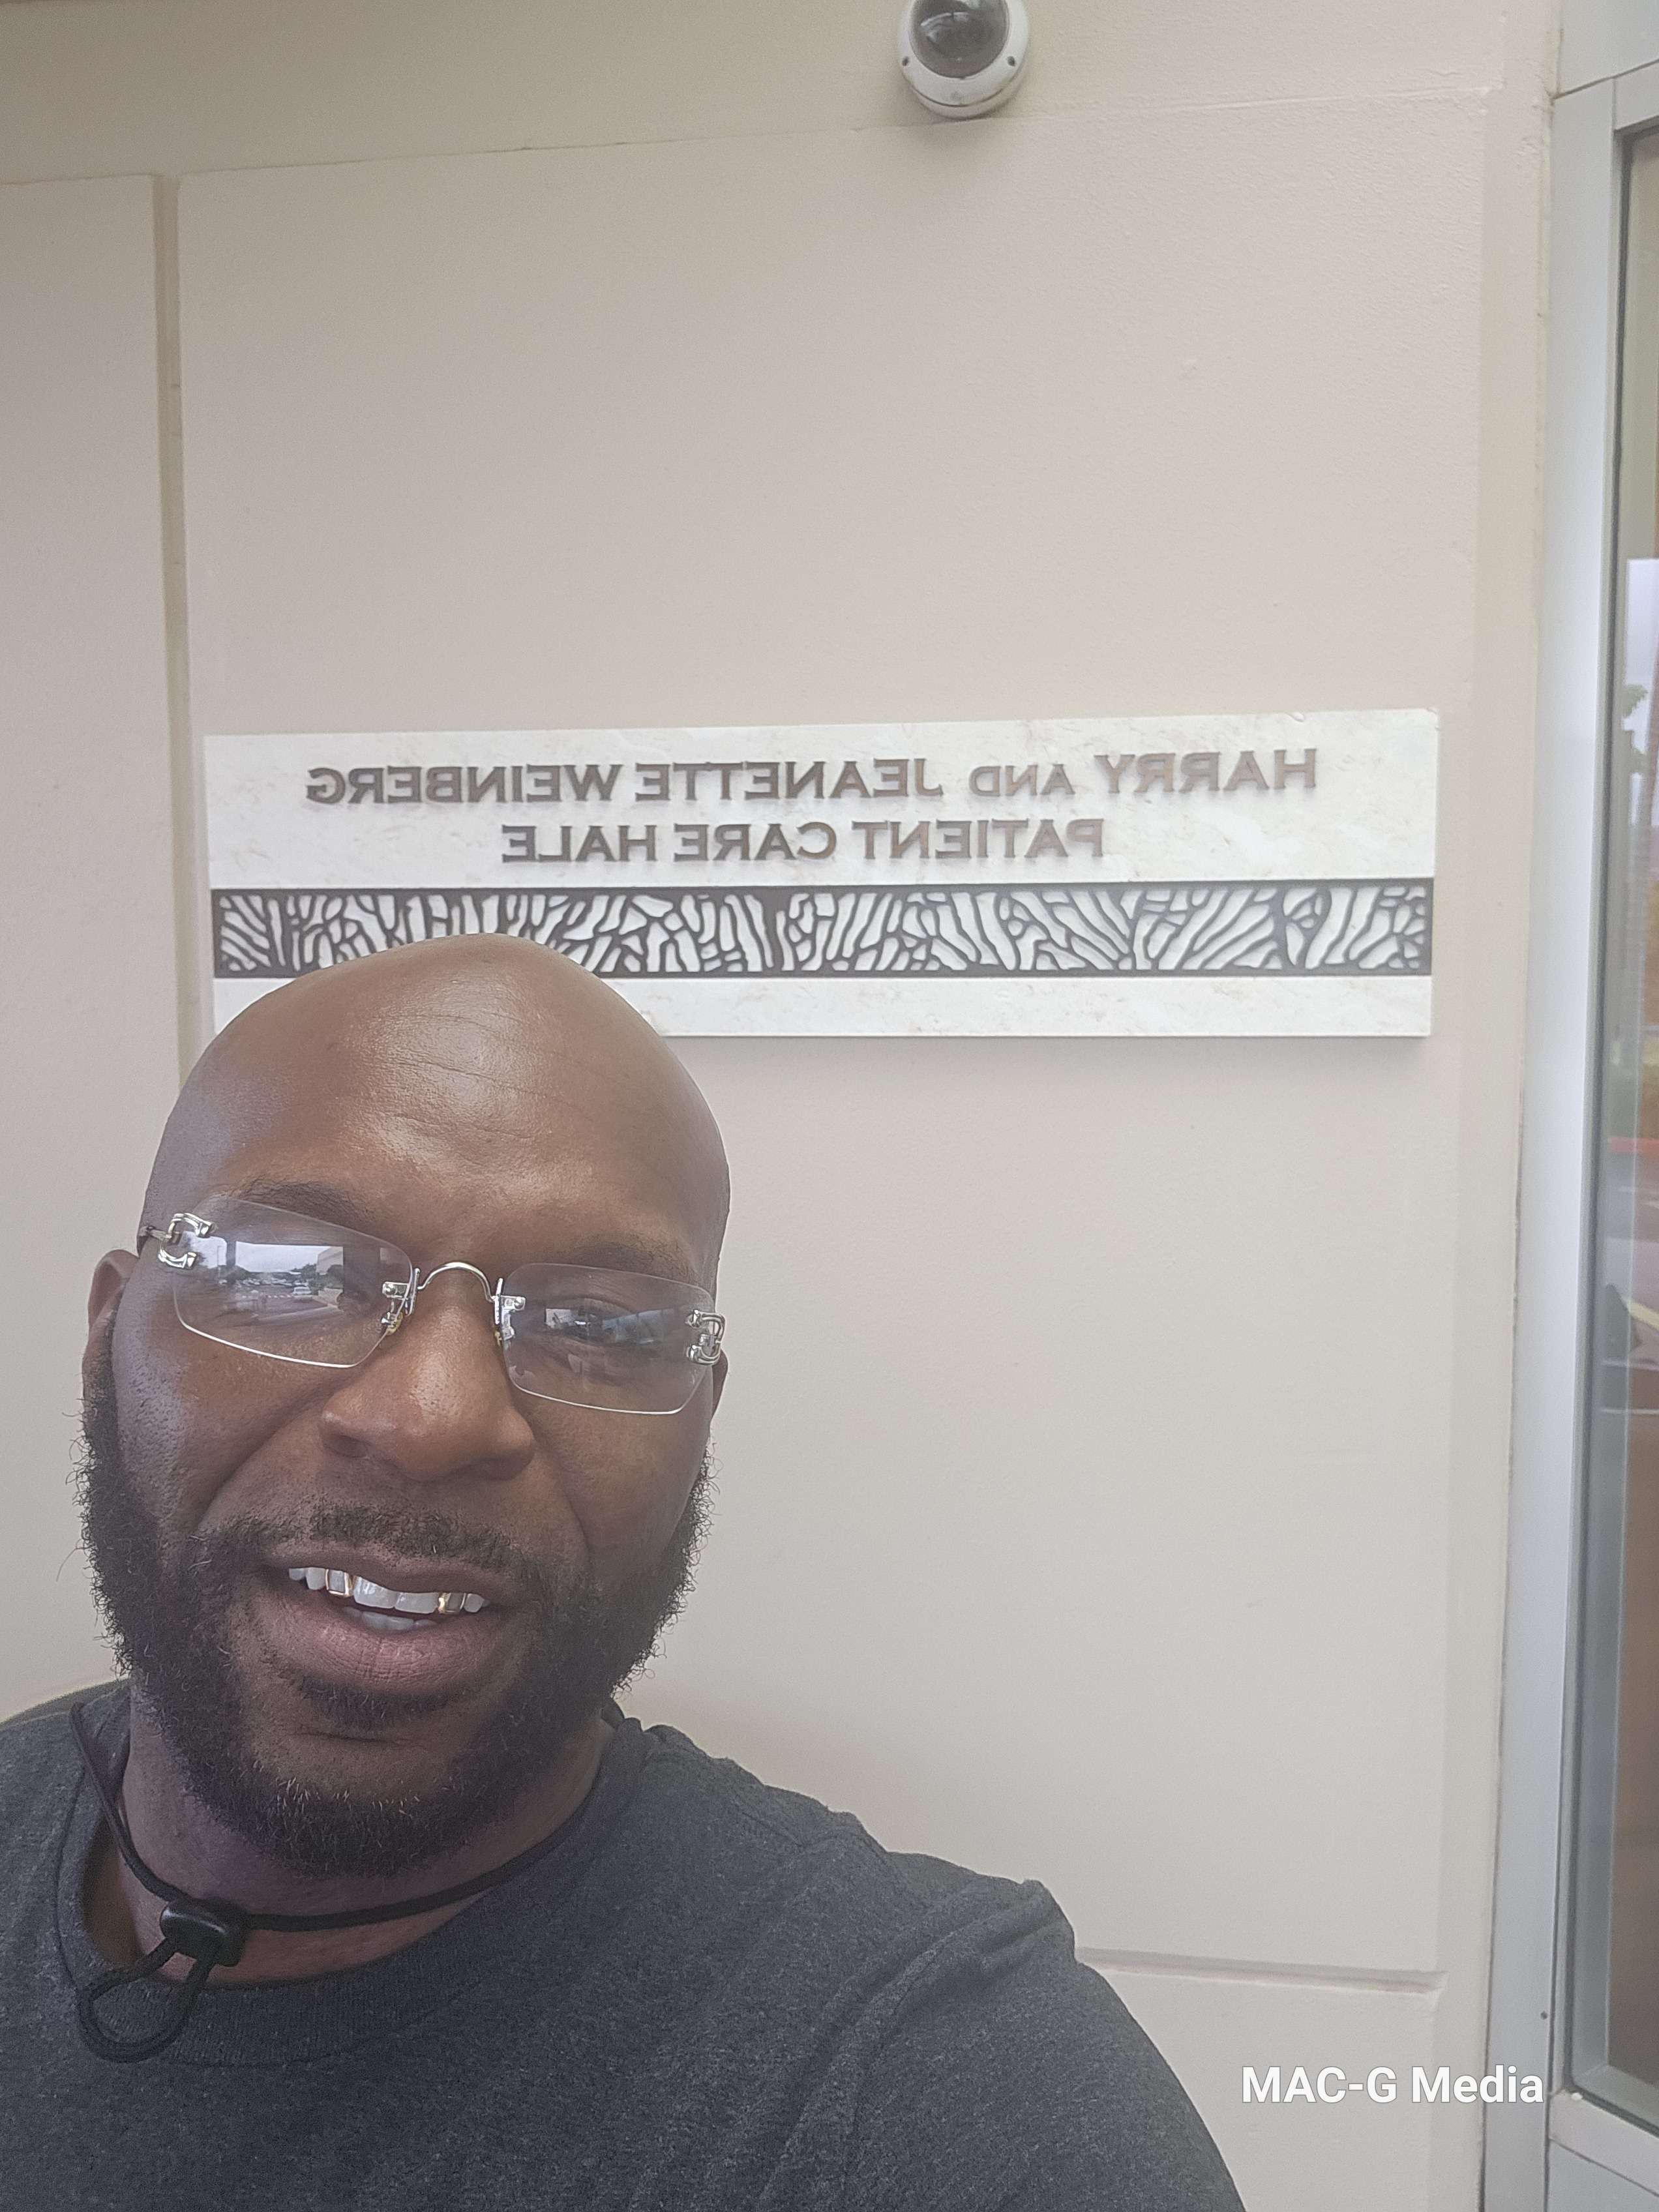 HARRY AND JEANETTE WEINBERG
PATIENT CARE HALE
MAC-G Media